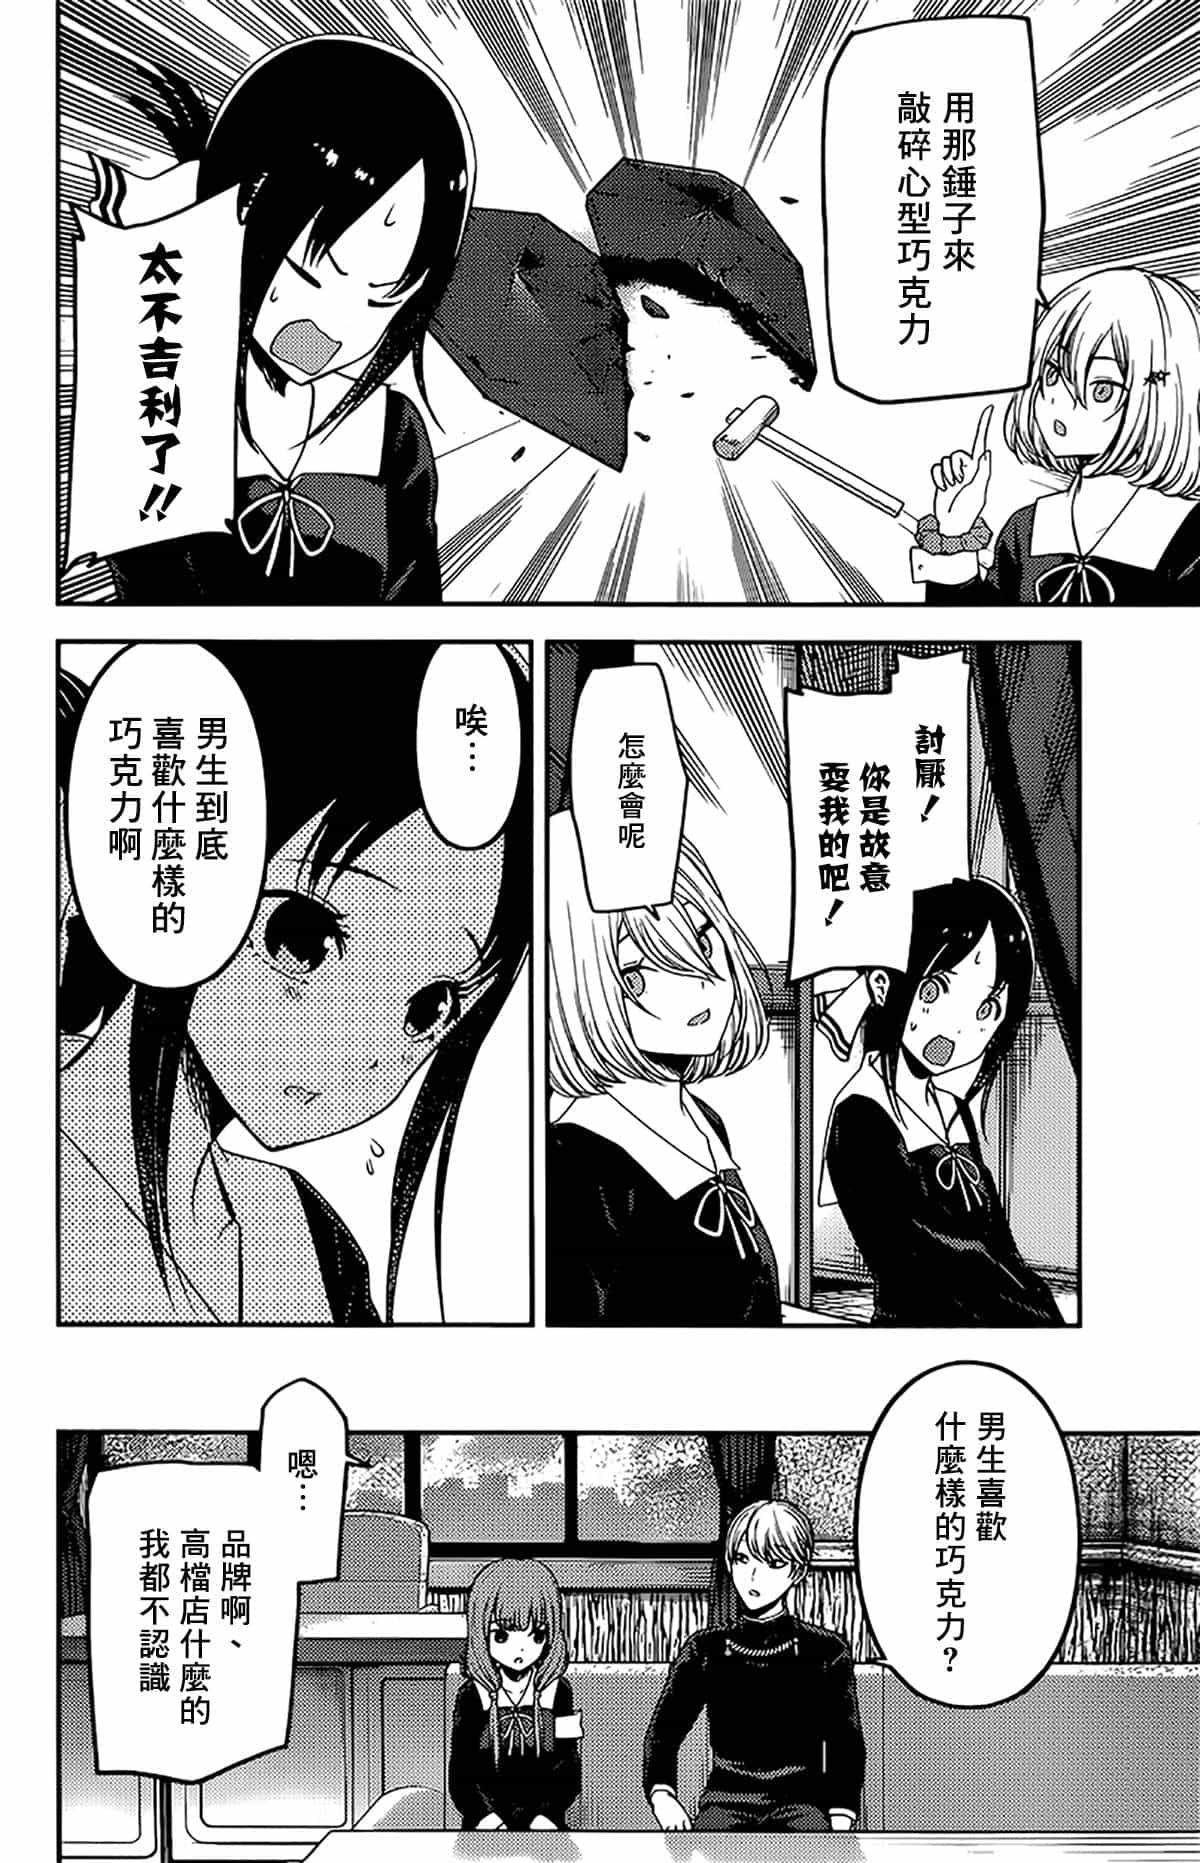 用那錘子來
敲碎心型巧克力
太不吉利了!!
討厭!
你是故意
耍我的吧!
怎麼會呢
唉…
男生到底
喜歡什麼樣的
巧克力啊
男生喜歡
什麼樣的巧克力?
嗯…
品牌啊、
高檔店什麼的
我都不認識